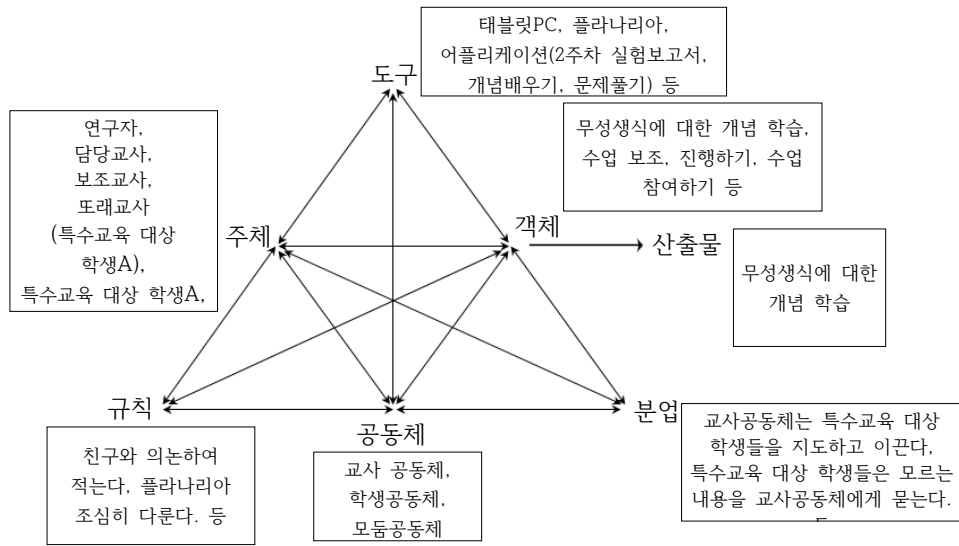 태블릿PC, 플라나리아,
어플리케이션(2주차 실험보고서,
개념배우기, 문제풀기) 등
도구
연구자,
담당교사,
보조교사,
또래교사
(특수교육 대상
학생A),
특수교육 대상 학생A,
무성생식에 대한 개념 학습,
수업 보조, 진행하기, 수업
참여하기 등
주체
객체
산출물
무성생식에 대한
개념 학습
규칙
공동체
분업
친구와 의논하여
적는다, 플라나리아
조심히 다룬다. 등
교사 공동체,
학생공동체,
모둠공동체
교사공동체는 특수교육 대상
학생들을 지도하고 이끈다,
특수교육 대상 학생들은 모르는
내용을 교사공동체에게 묻는다.